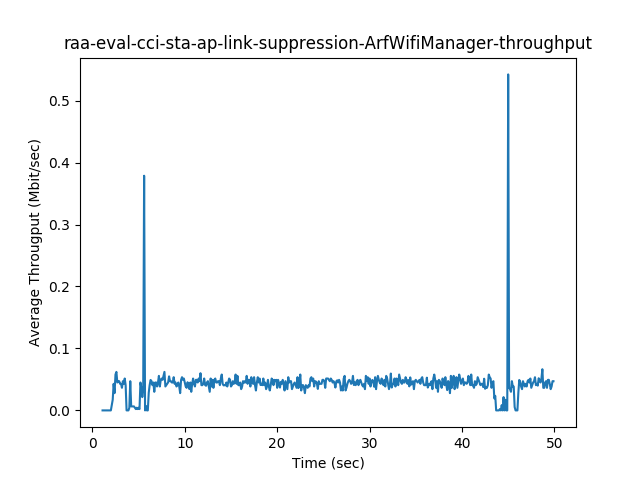 raa-eval-cci-sta-ap-link-suppression-ArfWifiManager-throughput
Average Througput (Mbit/sec)
0.5
0.4
0.3
0.2
0.1
0.0
0 10 20 30 40 50
Time (sec)